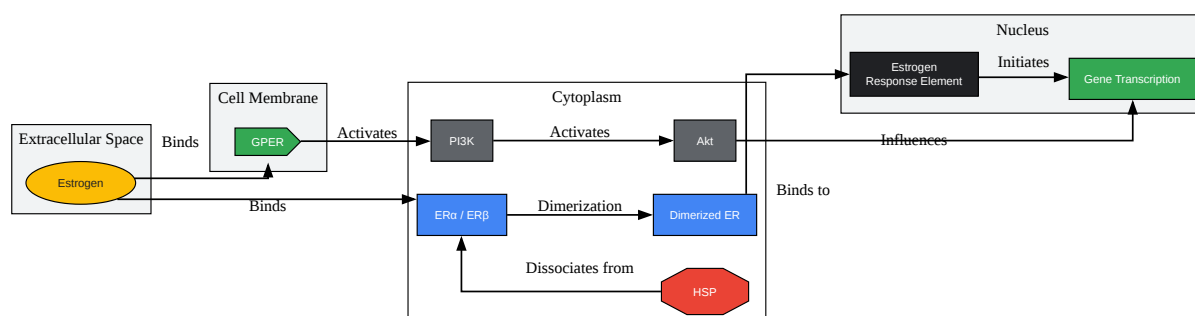 Nucleus
Estrogen
Response Element
Initiates
Gene Transcription
Cell Membrane
Cytoplasm
Extracellular Space
Binds
GPER
Activates
PI3K
Activates
Akt
Influences
Estrogen
Binds
ERα / ERβ
Dimerization
Dimerized ER
Binds to
Dissociates from
HSP